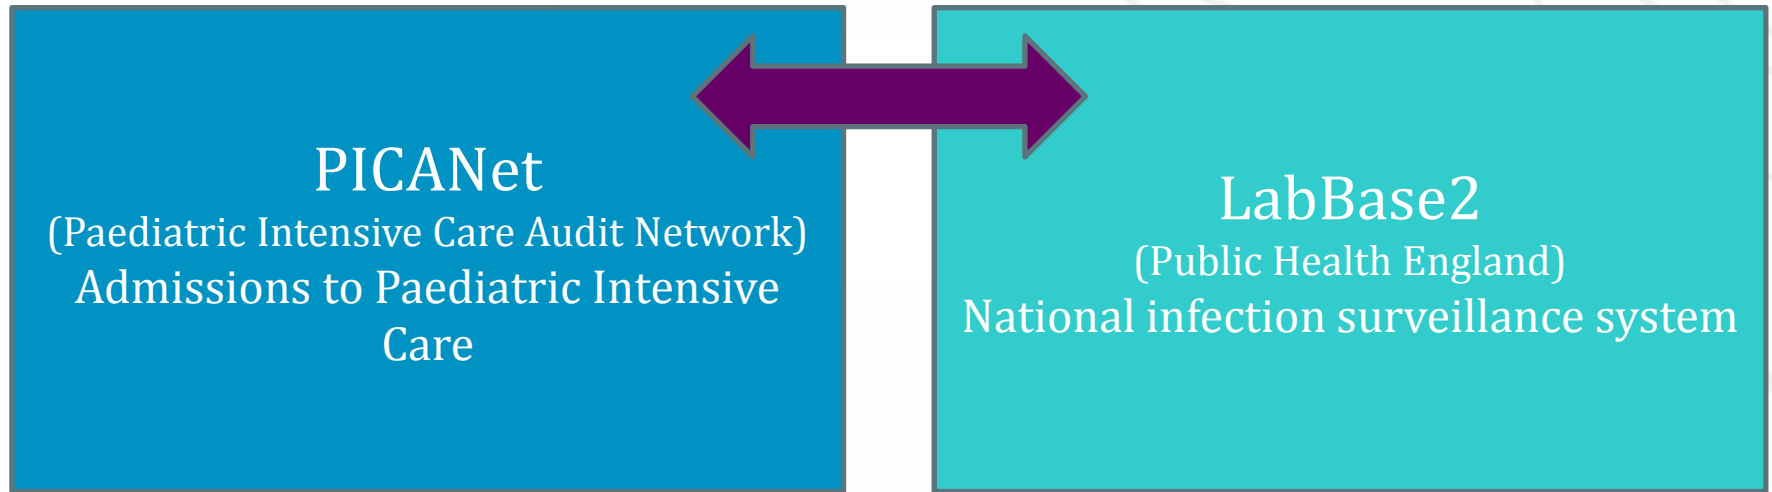 PICANet
(Paediatric Intensive Care Audit Network)
Admissions to Paediatric Intensive
Care
LabBase2
(Public Health England)
National infection surveillance system